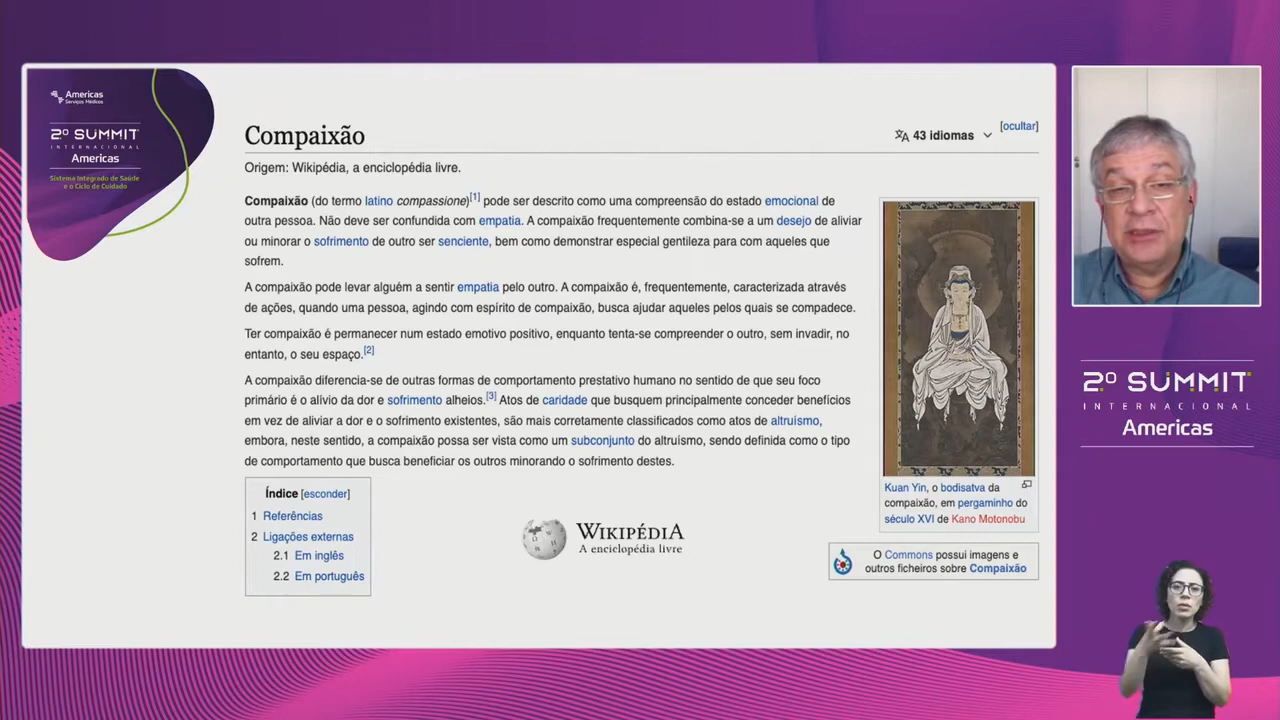 Americas
Serviços Médicos
2º SUMMIT
INTERNACIONAL
Americas
Sistema Integrado de Saúde
e o Ciclo de Cuidado
Compaixão
43 idiomas
[ocultar]
Origem: Wikipédia, a enciclopédia livre.
Compaixão (do termo latino compassione)[1] pode ser descrito como uma compreensão do estado emocional de
outra pessoa. Não deve ser confundida com empatia. A compaixão frequentemente combina-se a um desejo de aliviar
ou minorar o sofrimento de outro ser senciente, bem como demonstrar especial gentileza para com aqueles que
sofrem.
A compaixão pode levar alguém a sentir empatia pelo outro. A compaixão é, frequentemente, caracterizada através
de ações, quando uma pessoa, agindo com espírito de compaixão, busca ajudar aqueles pelos quais se compadece.
Ter compaixão é permanecer num estado emotivo positivo, enquanto tenta-se compreender o outro, sem invadir, no
entanto, o seu espaço.[2]
A compaixão diferencia-se de outras formas de comportamento prestativo humano no sentido de que seu foco
primário é o alívio da dor e sofrimento alheios.[3] Atos de caridade que busquem principalmente conceder benefícios
em vez de aliviar a dor e o sofrimento existentes, são mais corretamente classificados como atos de altruísmo,
embora, neste sentido, a compaixão possa ser vista como um subconjunto do altruísmo, sendo definida como o tipo
de comportamento que busca beneficiar os outros minorando o sofrimento destes.
Índice [esconder]
1 Referências
2 Ligações externas
2.1 Em inglês
2.2 Em português
WIKIPÉDIA
A enciclopédia livre
Kuan Yin, o bodisatva da
compaixão, em pergaminho do
século XVI de Kano Motonobu
O Commons possui imagens e
outros ficheiros sobre Compaixão
2º SUMMIT
INTERNACIONAL
Americas